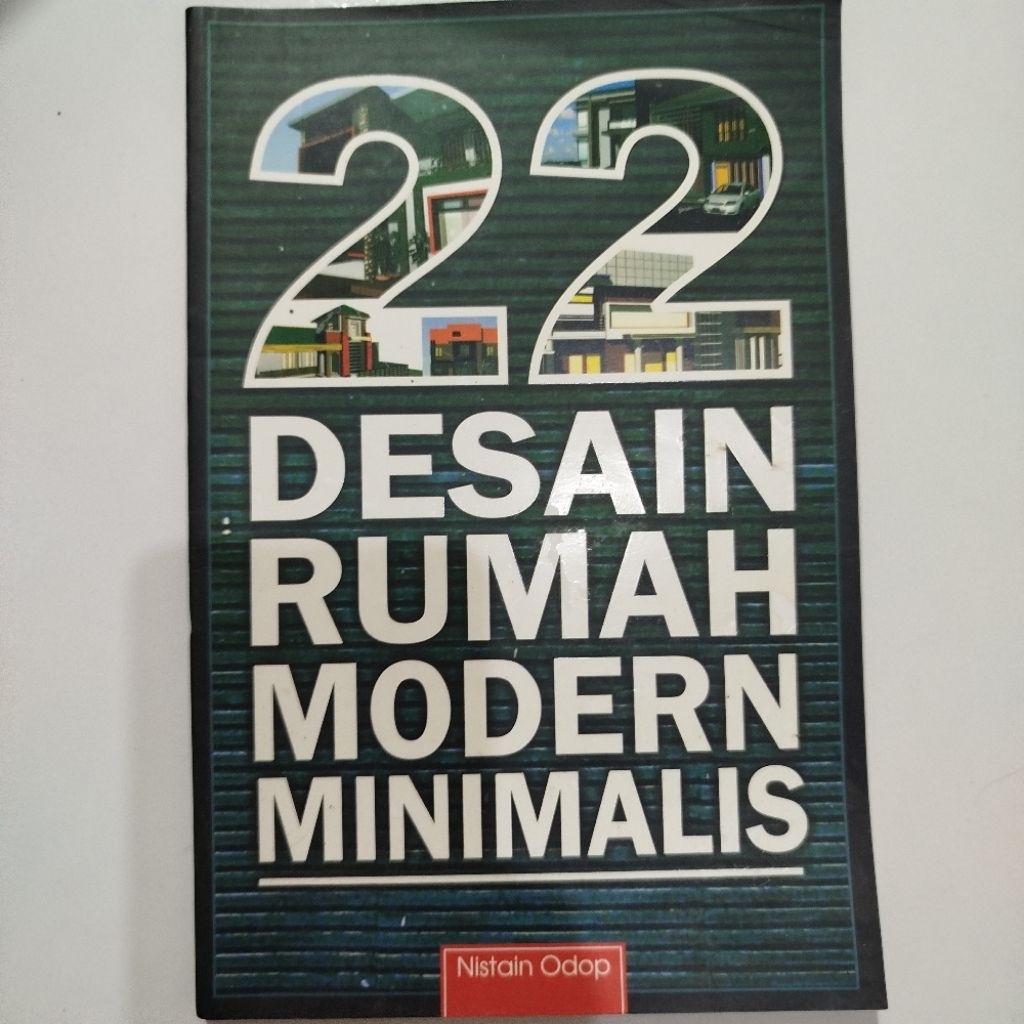 22
DESAIN
RUMAH
MODERN
MINIMALIS
Nistain Odop